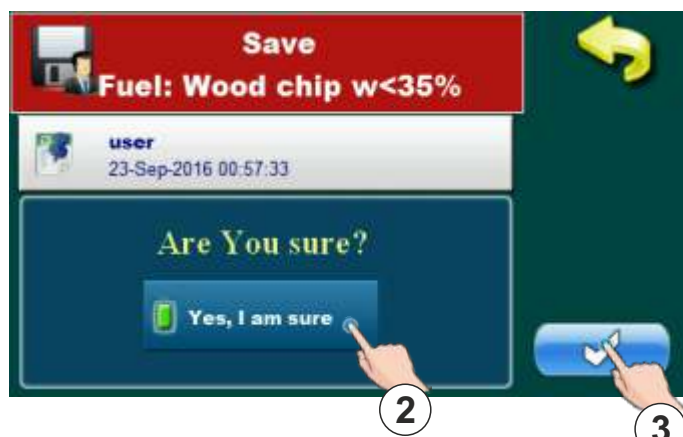 Save
Fuel: Wood chip w<35%
user
23-Sep-2016 00:57:33
Are You sure?
Yes, I am sure
2
3